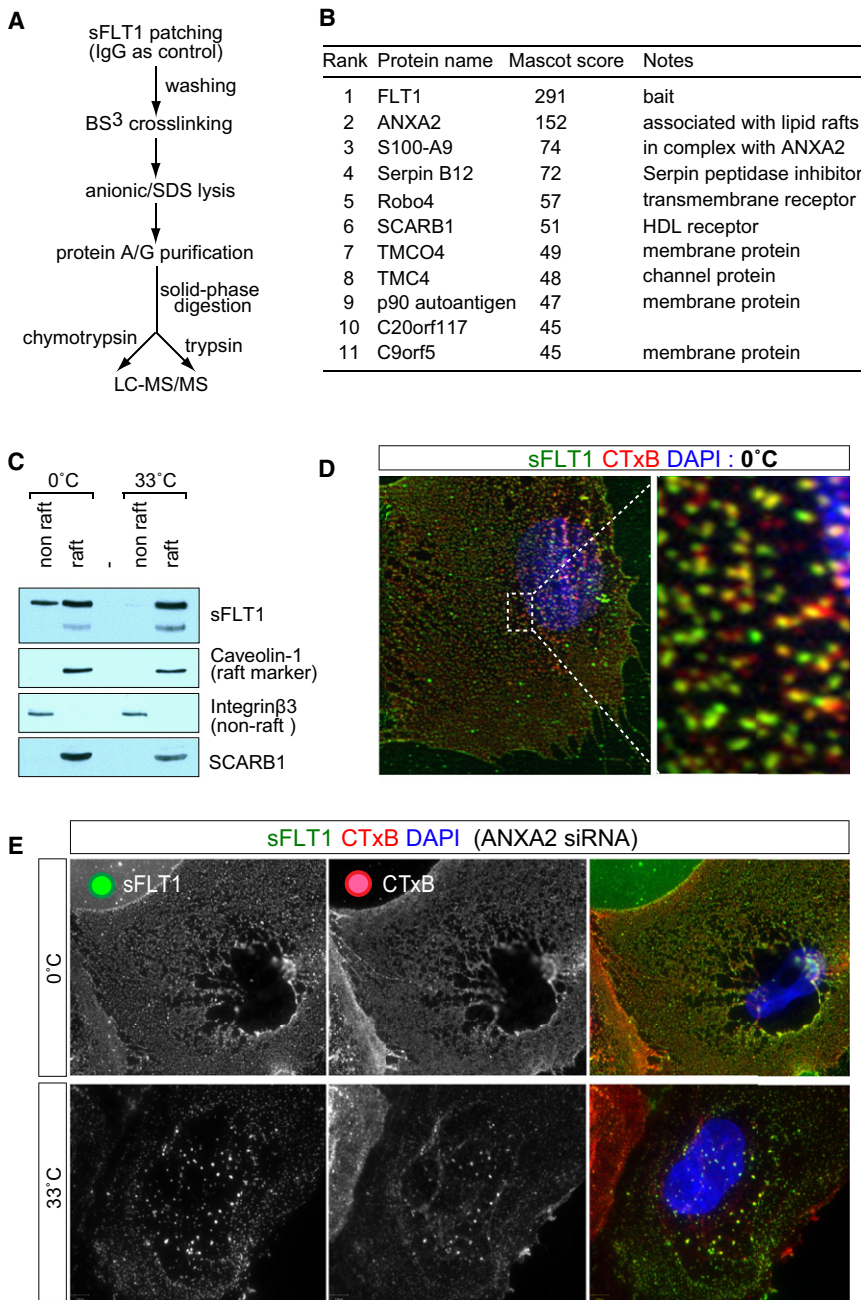 A
sFLT1 patching
(IgG as control)
washing
BS3 crosslinking
anionic/SDS lysis
protein A/G purification
solid-phase
digestion
chymotrypsin
trypsin
LC-MS/MS
B
Rank Protein name Mascot score Notes
1 FLT1 291 bait
2 ANXA2 152 associated with lipid rafts
3 S100-A9 74 in complex with ANXA2
4 Serpin B12 72 Serpin peptidase inhibitor
5 Robo4 57 transmembrane receptor
6 SCARB1 51 HDL receptor
7 TMCO4 49 membrane protein
8 TMC4 48 channel protein
9 p90 autoantigen 47 membrane protein
10 C20orf117 45
11 C9orf5 45 membrane protein
C
0˚C 33˚C
non raft raft - non raft raft
sFLT1
Caveolin-1
(raft marker)
Integrinβ3
(non-raft )
SCARB1
D
sFLT1 CTxB DAPI : 0˚C
E
sFLT1 CTxB DAPI (ANXA2 siRNA)
sFLT1
CTxB
0˚C
33˚C